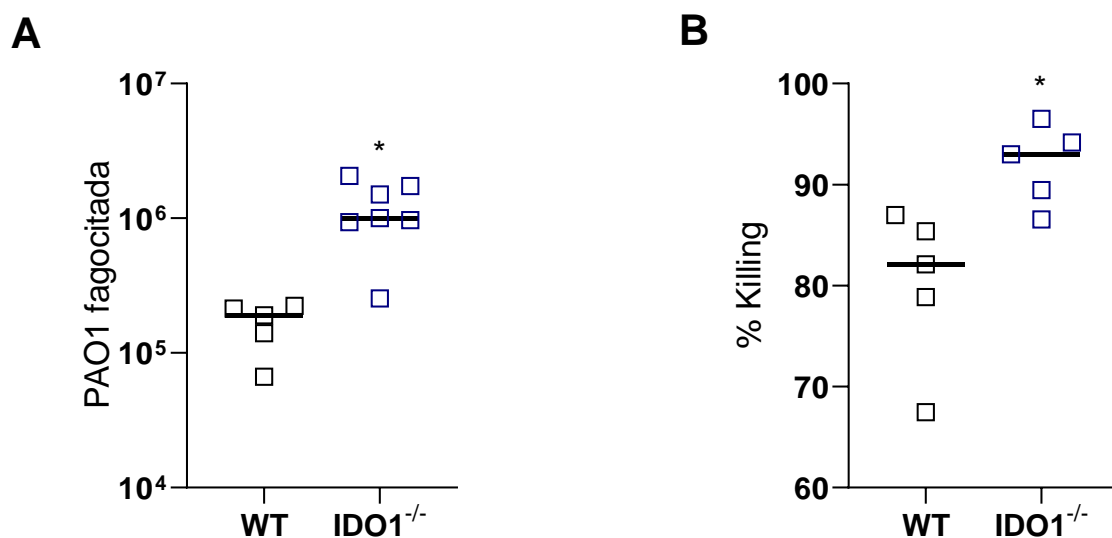 A
PAO1 fagocitada
10⁷
10⁶
10⁵
10⁴
*
WT
IDO1⁻/⁻
B
% Killing
100
90
80
70
60
*
WT
IDO1⁻/⁻